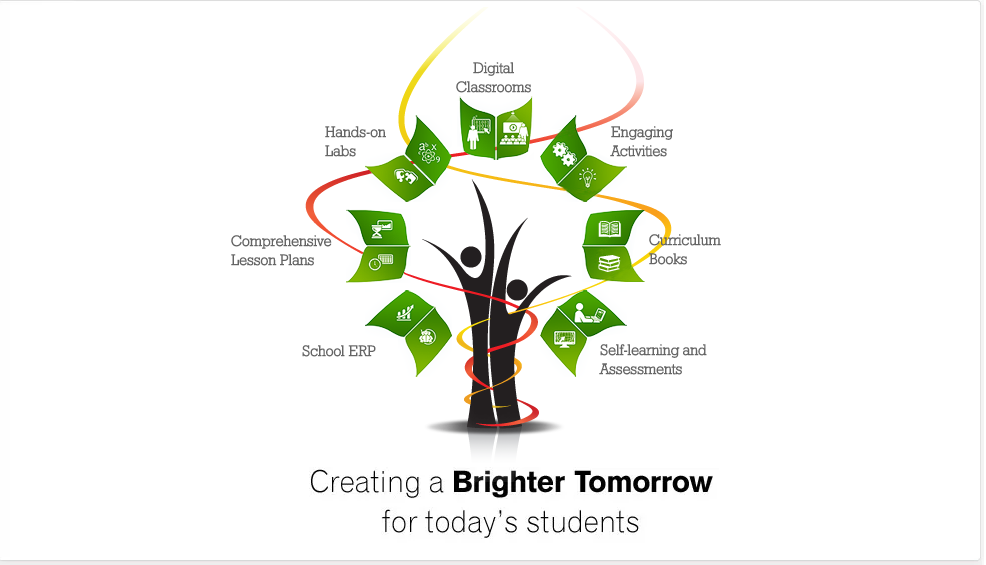 Digital
Classrooms
Hands-on
Labs
Engaging
Activities
Comprehensive
Lesson Plans
Curriculum
Books
School ERP
Self-learning and
Assessments
Creating a Brighter Tomorrow
for today's students